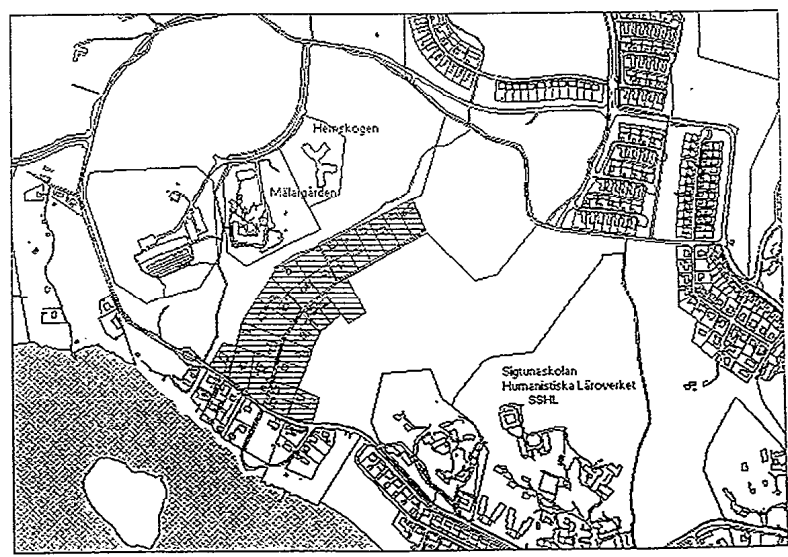 Hemskogen
Mälargården
Sigtunaskolan
Humanistiska Läroverket
SSHL